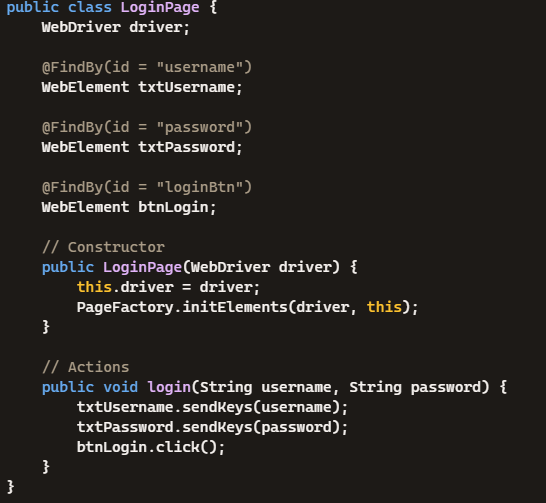 public class LoginPage {
    WebDriver driver;

    @FindBy(id = "username")
    WebElement txtUsername;

    @FindBy(id = "password")
    WebElement txtPassword;

    @FindBy(id = "loginBtn")
    WebElement btnLogin;

    // Constructor
    public LoginPage(WebDriver driver) {
        this.driver = driver;
        PageFactory.initElements(driver, this);
    }

    // Actions
    public void login(String username, String password) {
        txtUsername.sendKeys(username);
        txtPassword.sendKeys(password);
        btnLogin.click();
    }
}